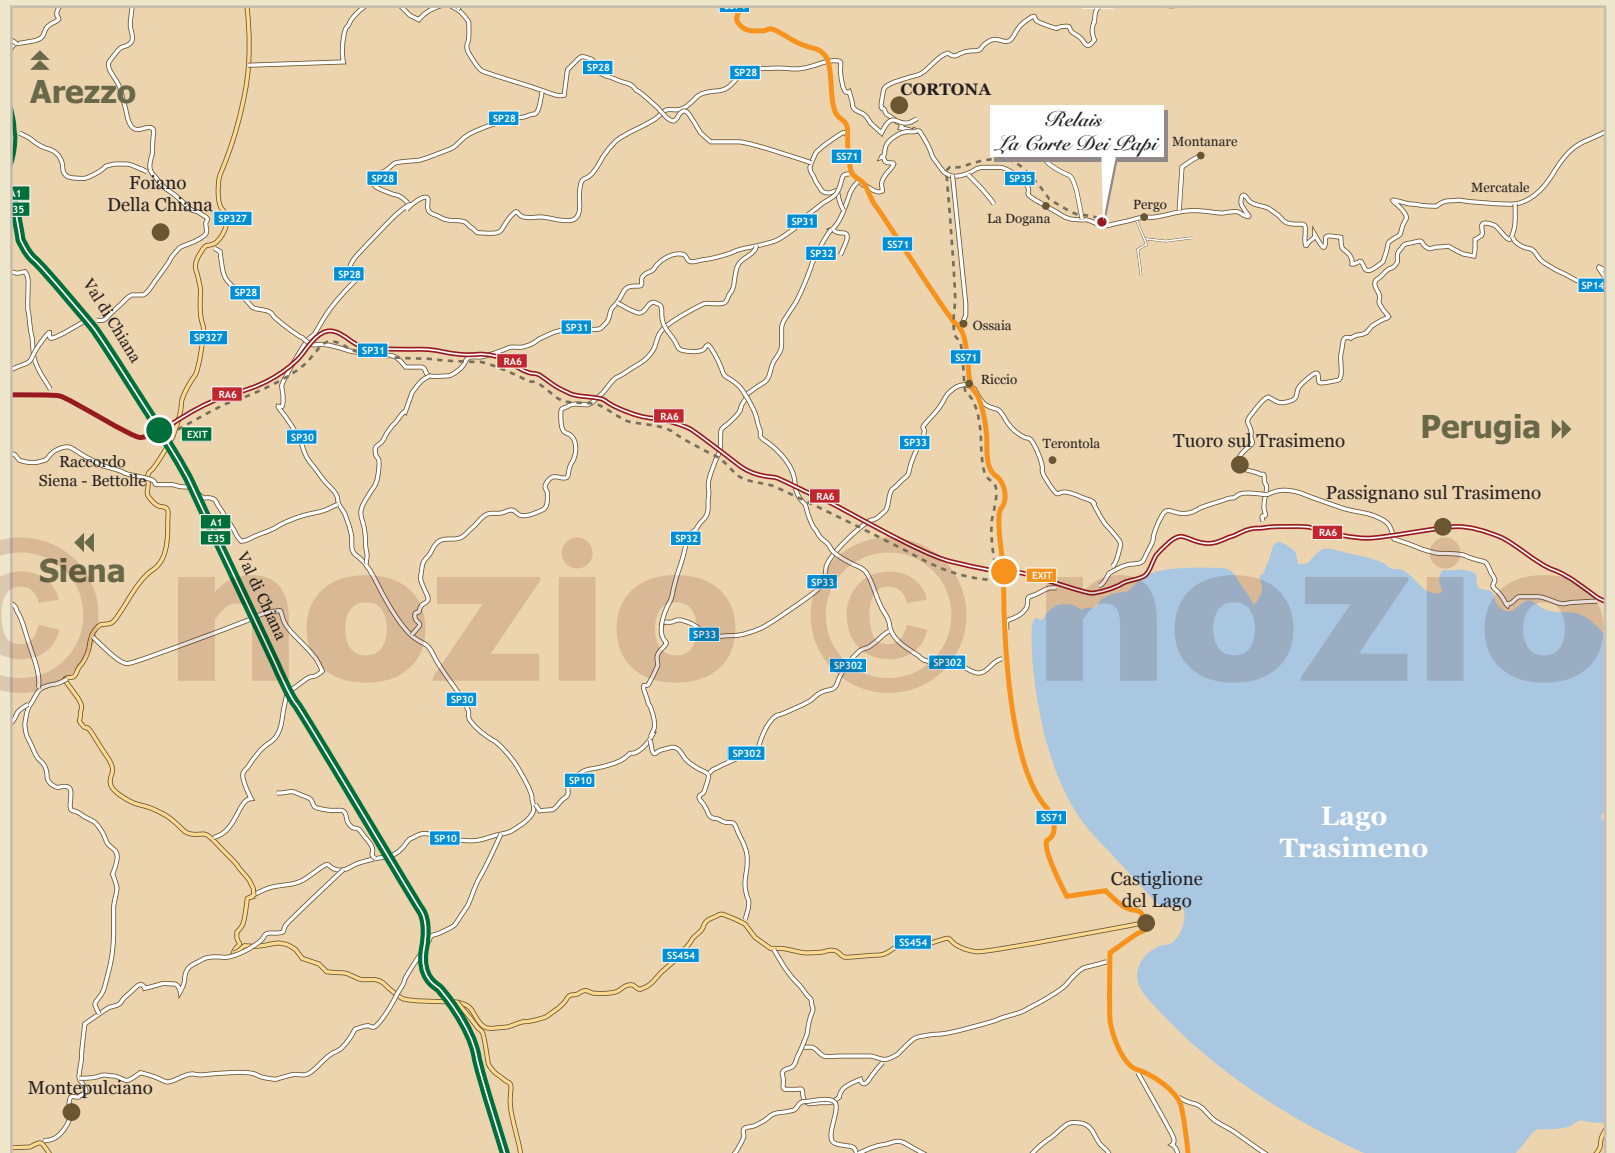 SP28
SP28
CORTONA
Arezzo
SP28
Relais
La Corte Dei Papi
Montanare
SS71
SP28
SP35
Foiano
Della Chiana
Mercatale
A1
35
SP327
SP31
La Dogana
Pergo
SP32
SS71
SP28
SP28
SP14
Val di Chiana
SP31
Ossaia
SP327
SP31
RA6
SS71
Riccio
RA6
RA6
EXIT
SP30
SP33
Terontola
Tuoro sul Trasimeno
Perugia
Raccordo
Siena - Bettolle
RA6
Passignano sul Trasimeno
A1
E35
SP32
RA6
Siena
Val di Chiana
EXIT
SP33
© nozio © nozio
SP33
SP302
SP302
SP30
SP302
SP10
SS71
Lago
Trasimeno
SP10
Castiglione
del Lago
SS454
SS454
Montepulciano